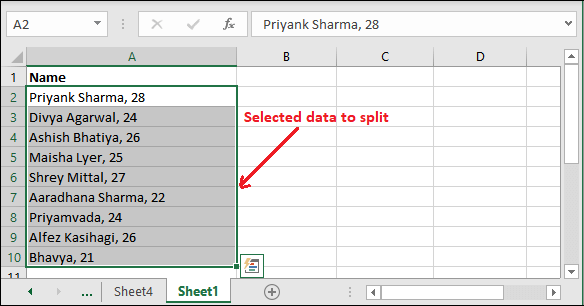 A2
fx
Priyank Sharma, 28
A B C D
1 Name
2 Priyank Sharma, 28
3 Divya Agarwal, 24 Selected data to split
4 Ashish Bhatiya, 26
5 Maisha Lyer, 25
6 Shrey Mittal, 27
7 Aaradhana Sharma, 22
8 Priyamvada, 24
9 Alfez Kasihagi, 26
10 Bhavya, 21
11
... Sheet4 Sheet1